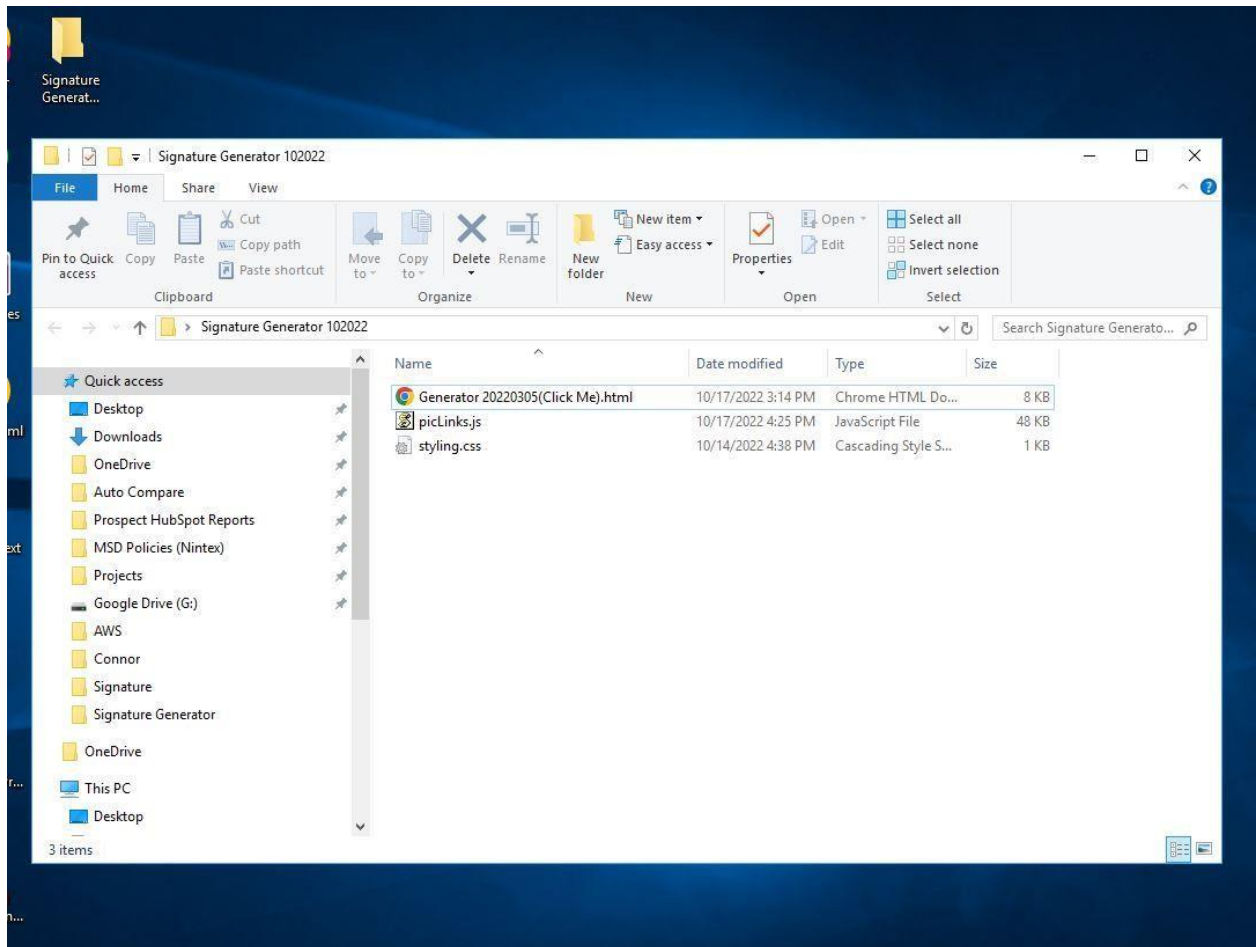 Signature
Generat...
Signature Generator 102022
File Home Share View
Pin to Quick access
Copy
Paste
Cut
Copy path
Paste shortcut
Clipboard
Move to
Copy to
Delete
Rename
Organize
New folder
New item
Easy access
New
Properties
Open
Edit
Open
Select all
Select none
Invert selection
Select
Signature Generator 102022
Search Signature Generato...
Name Date modified Type Size
Generator 20220305(Click Me).html 10/17/2022 3:14 PM Chrome HTML Do... 8 KB
picLinks.js 10/17/2022 4:25 PM JavaScript File 48 KB
styling.css 10/14/2022 4:38 PM Cascading Style S... 1 KB
Quick access
Desktop
Downloads
OneDrive
Auto Compare
Prospect HubSpot Reports
MSD Policies (Nintex)
Projects
Google Drive (G:)
AWS
Connor
Signature
Signature Generator
OneDrive
This PC
Desktop
3 items
es
ml
ext
r...
n...